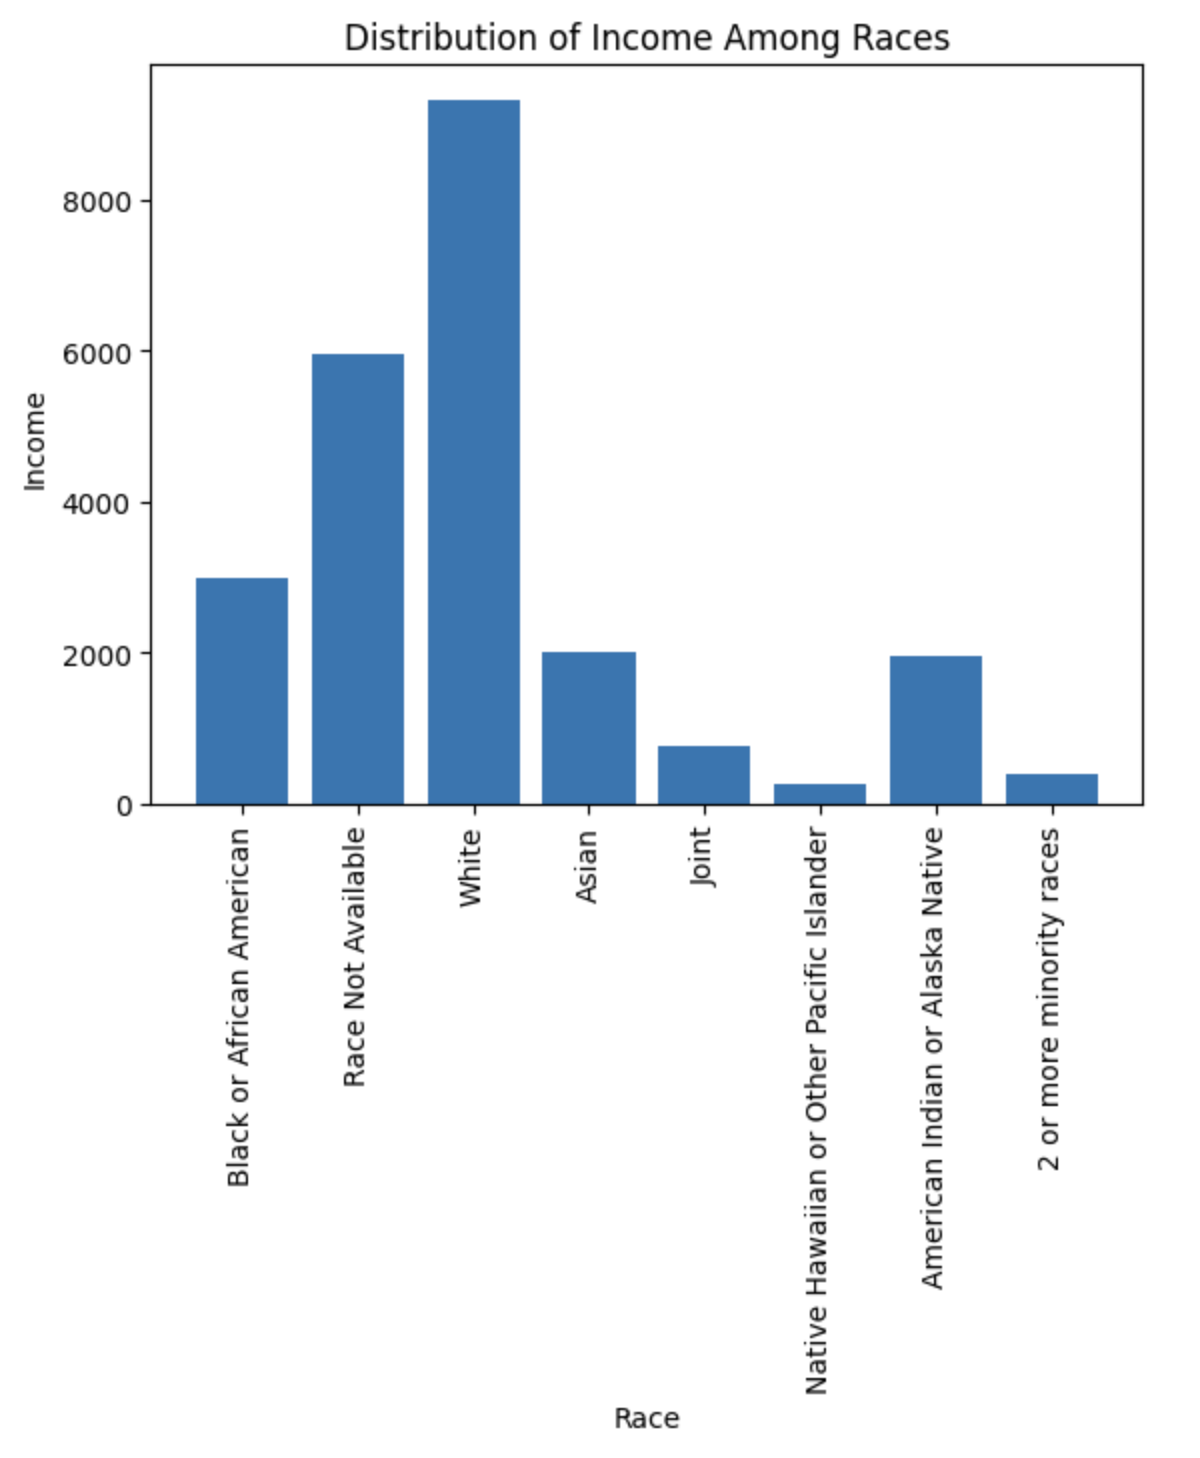 Distribution of Income Among Races
Income
8000
6000
4000
2000
0
Black or African American
Race Not Available
White
Asian
Joint
Native Hawaiian or Other Pacific Islander
American Indian or Alaska Native
2 or more minority races
Race